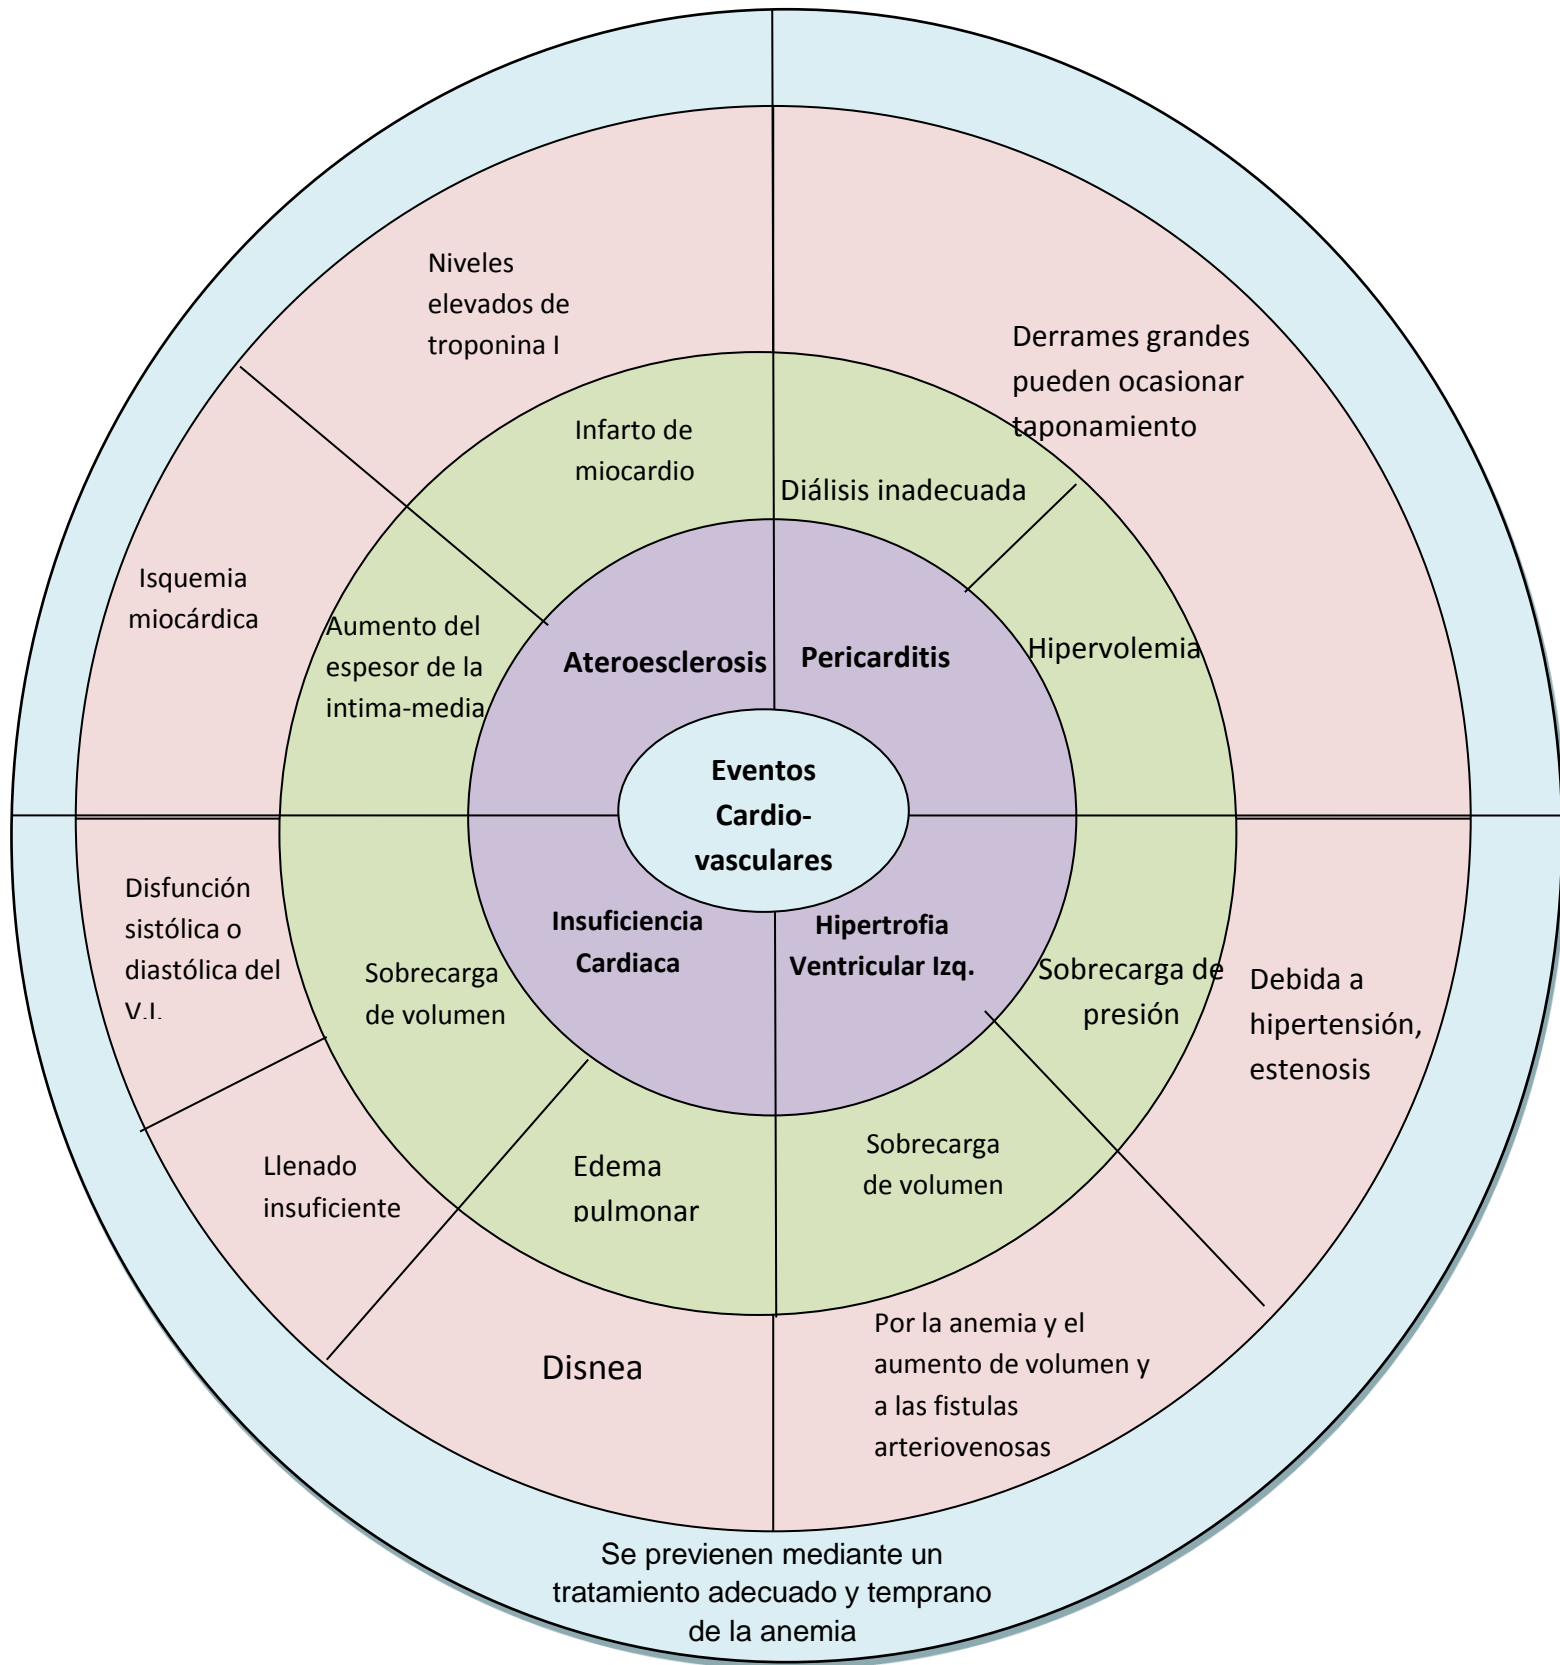 Niveles
elevados de
troponina I
Derrames grandes
pueden ocasionar
taponamiento
Infarto de
miocardio
Diálisis inadecuada
Isquemia
miocárdica
Aumento del
espesor de la
intima-media
Ateroesclerosis
Pericarditis
Hipervolemia
Eventos
Cardio-
vasculares
Disfunción
sistólica o
diastólica del
V.I.
Insuficiencia
Cardiaca
Hipertrofia
Ventricular Izq.
Sobrecarga
de volumen
Sobrecarga de
presión
Debida a
hipertensión,
estenosis
Llenado
insuficiente
Edema
pulmonar
Sobrecarga
de volumen
Disnea
Por la anemia y el
aumento de volumen y
a las fistulas
arteriovenosas
Se previenen mediante un
tratamiento adecuado y temprano
de la anemia